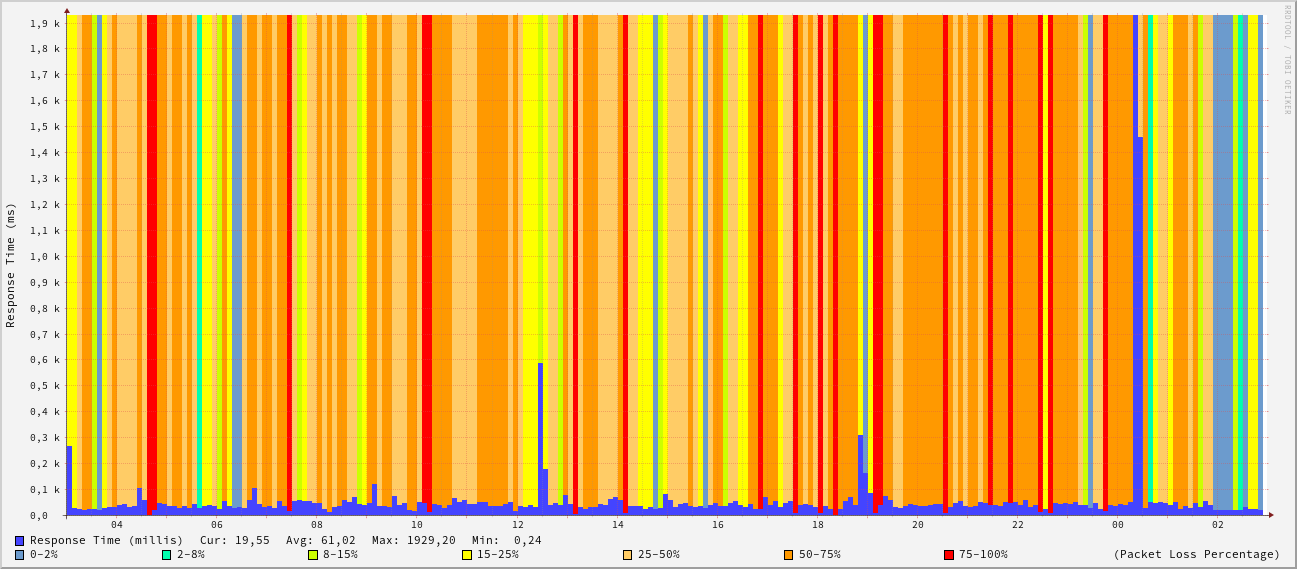 RRDTOOL / TOBI OETIKER
Response Time (ms)
1,9 k
1,8 k
1,7 k
1,6 k
1,5 k
1,4 k
1,3 k
1,2 k
1,1 k
1,0 k
0,9 k
0,8 k
0,7 k
0,6 k
0,5 k
0,4 k
0,3 k
0,2 k
0,1 k
0,0
04 06 08 10 12 14 16 18 20 22 00 02
Response Time (millis) Cur: 19,55 Avg: 61,02 Max: 1929,20 Min: 0,24
0-2% 2-8% 8-15% 15-25% 25-50% 50-75% 75-100% (Packet Loss Percentage)